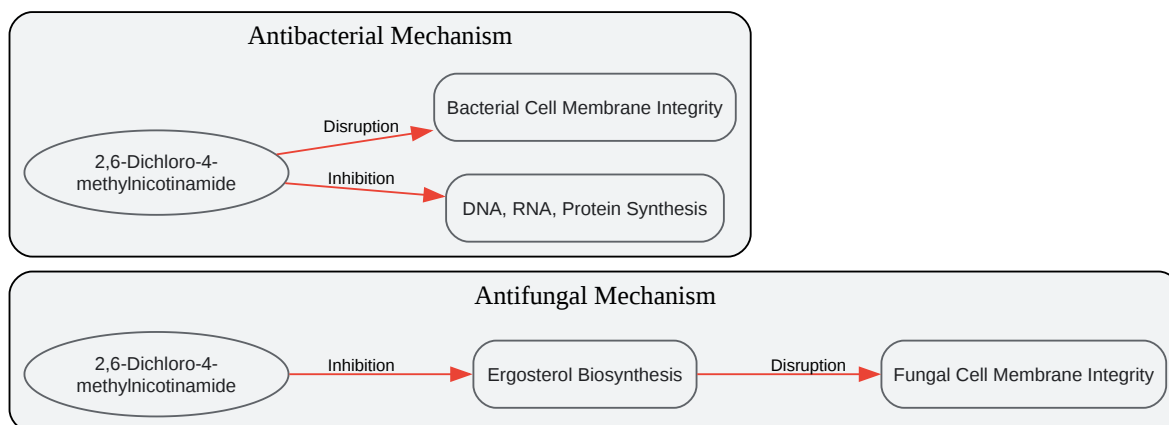 Antibacterial Mechanism
Bacterial Cell Membrane Integrity
Disruption
2,6-Dichloro-4-
methylnicotinamide
Inhibition
DNA, RNA, Protein Synthesis
Antifungal Mechanism
2,6-Dichloro-4-
methylnicotinamide
Inhibition
Ergosterol Biosynthesis
Disruption
Fungal Cell Membrane Integrity